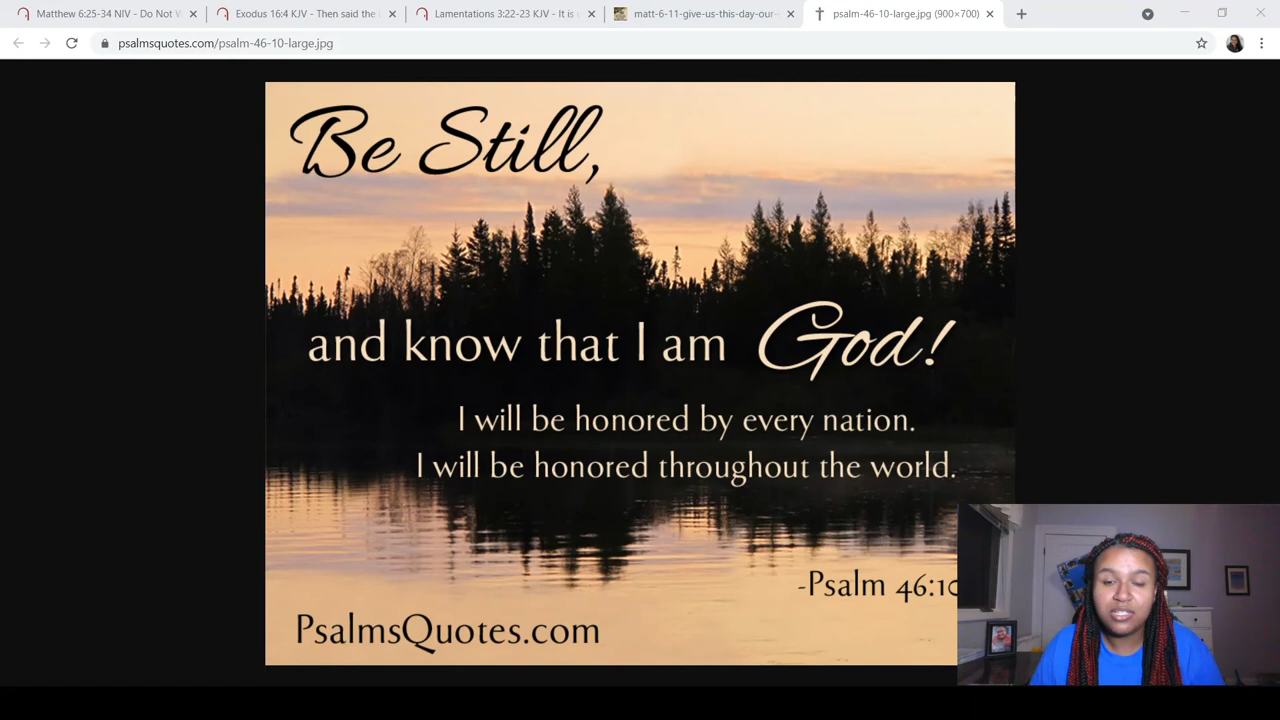 Matthew 6:25-34 NIV - Do Not W
Exodus 16:4 KJV - Then said the
Lamentations 3:22-23 KJV - It is
matt-6-11-give-us-this-day-our-
psalm-46-10-large.jpg (900×700)
psalmsquotes.com/psalm-46-10-large.jpg
Be Still,
and know that I am God!
I will be honored by every nation.
I will be honored throughout the world.
-Psalm 46:10
PsalmsQuotes.com